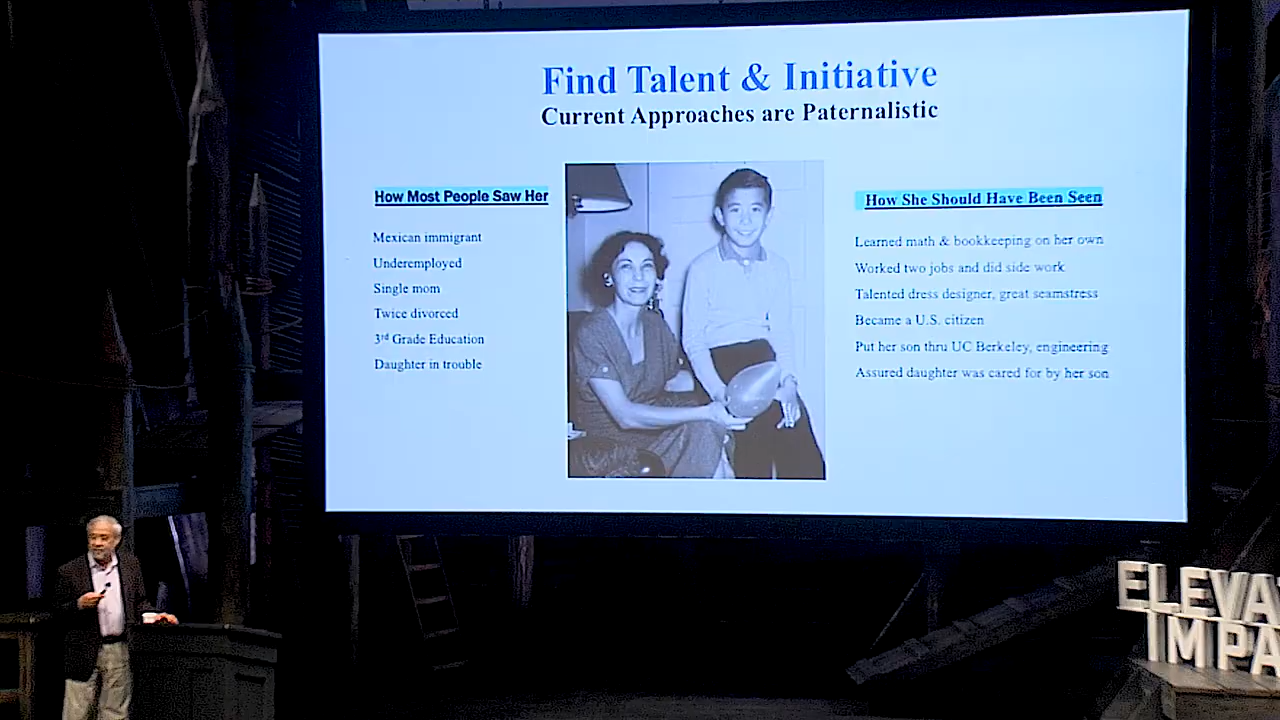 Find Talent & Initiative
Current Approaches are Paternalistic
How Most People Saw Her
Mexican immigrant
Underemployed
Single mom
Twice divorced
3rd Grade Education
Daughter in trouble
How She Should Have Been Seen
Learned math & bookkeeping on her own
Worked two jobs and did side work
Talented dress designer, great seamstress
Became a U.S. citizen
Put her son thru UC Berkeley, engineering
Assured daughter was cared for by her son
ELEVA
IMPA